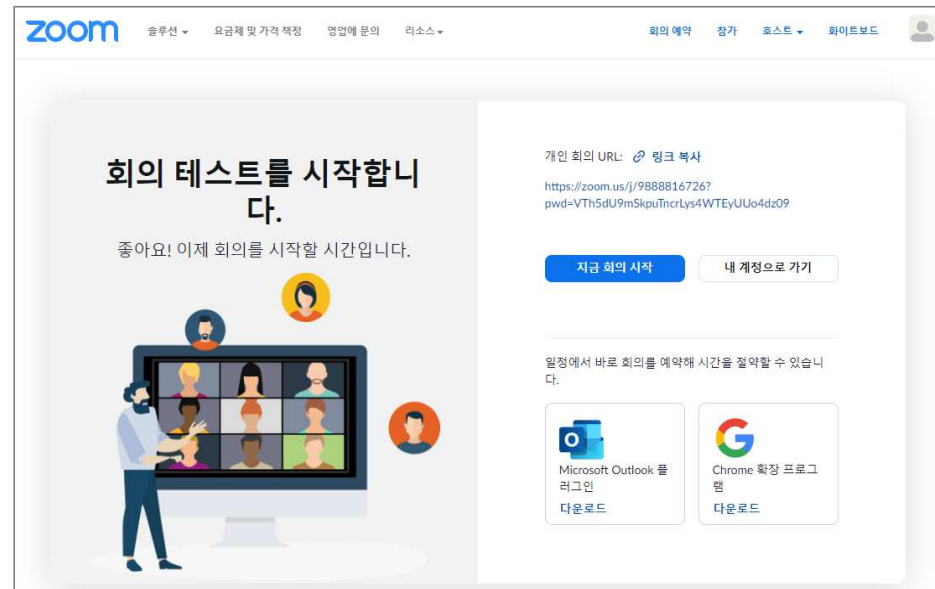 zoom 솔루션 요금제 및 가격 책정 영업에 문의 리소스 회의 예약 참가 호스트 화이트보드
회의 테스트를 시작합니
다.
좋아요! 이제 회의를 시작할 시간입니다.
개인 회의 URL: 링크 복사
https://zoom.us/j/9888816726?
pwd=VTh5dU9mSkpuTncrLys4WTEyUUo4dz09
지금 회의 시작 내 계정으로 가기
일정에서 바로 회의를 예약해 시간을 절약할 수 있습니
다.
Microsoft Outlook 플
러그인
다운로드
Chrome 확장 프로그
램
다운로드